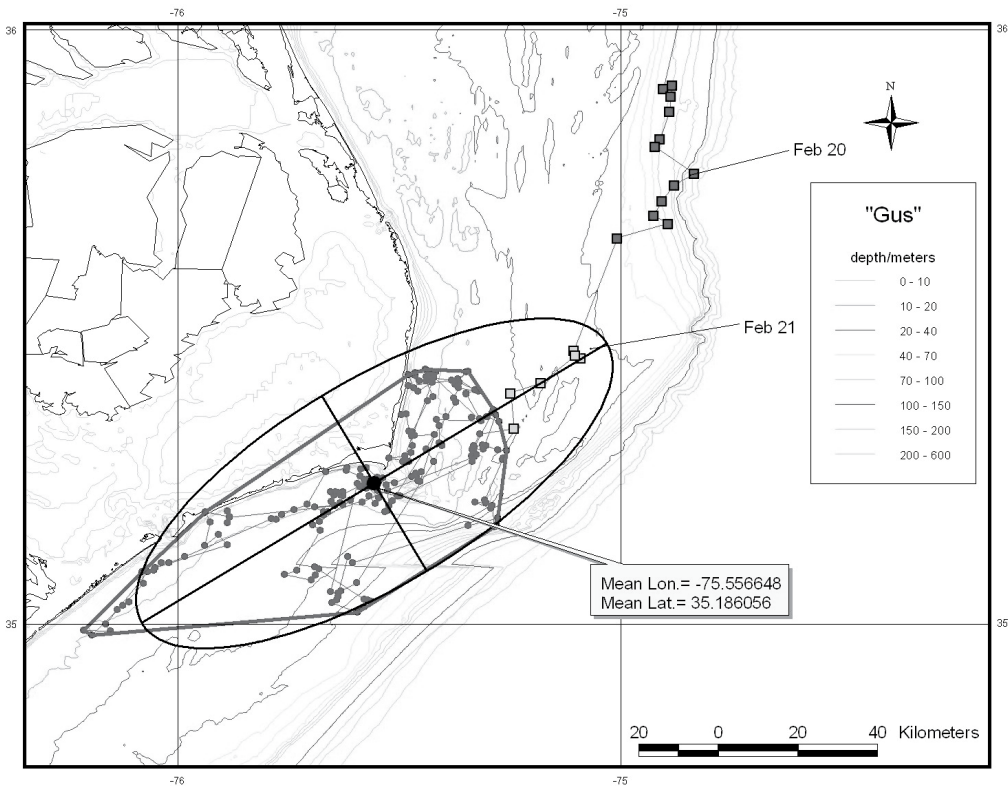 -76
-75
36
36
N
Feb 20
"Gus"
depth/meters
0 - 10
10 - 20
20 - 40
40 - 70
70 - 100
100 - 150
150 - 200
200 - 600
Feb 21
Mean Lon.= -75.556648
Mean Lat.= 35.186056
35
35
20 0 20 40 Kilometers
-76
-75